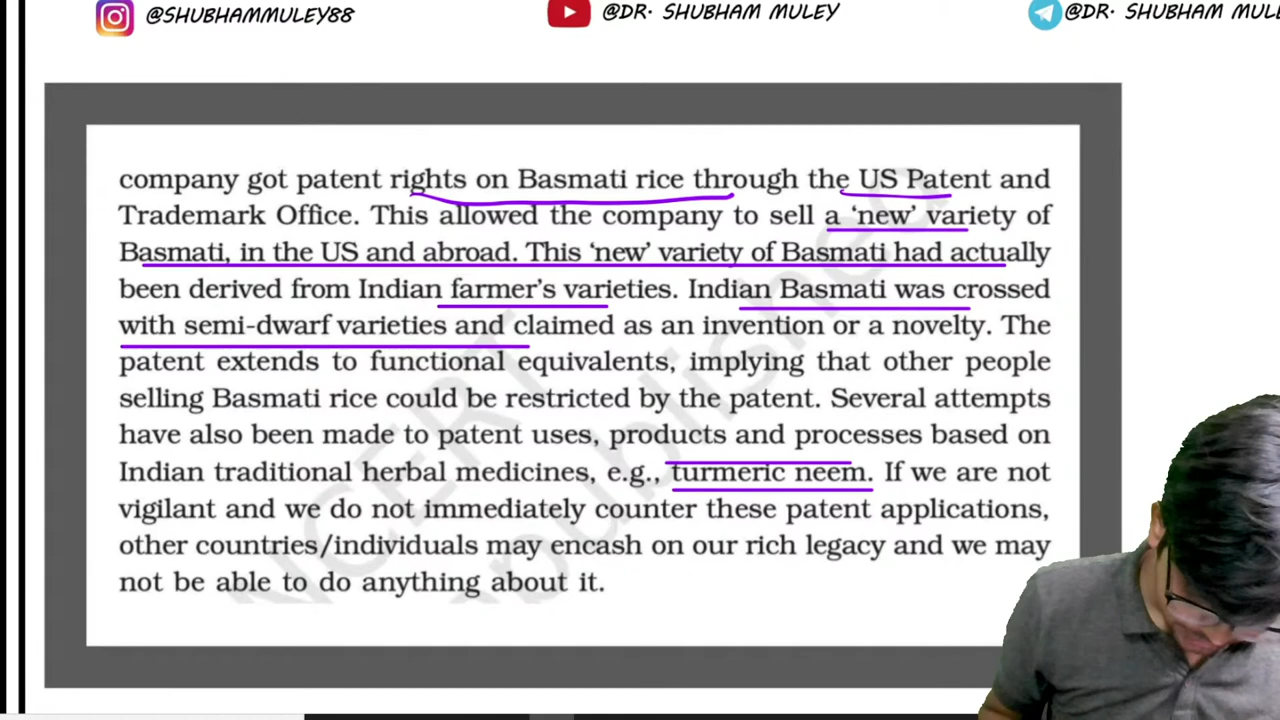 @SHUBHAMMULEY88 @DR. SHUBHAM MULEY @DR. SHUBHAM MUL
company got patent rights on Basmati rice through the US Patent and
Trademark Office. This allowed the company to sell a ‘new’ variety of
Basmati, in the US and abroad. This ‘new’ variety of Basmati had actually
been derived from Indian farmer’s varieties. Indian Basmati was crossed
with semi-dwarf varieties and claimed as an invention or a novelty. The
patent extends to functional equivalents, implying that other people
selling Basmati rice could be restricted by the patent. Several attempts
have also been made to patent uses, products and processes based on
Indian traditional herbal medicines, e.g., turmeric neem. If we are not
vigilant and we do not immediately counter these patent applications,
other countries/individuals may encash on our rich legacy and we may
not be able to do anything about it.